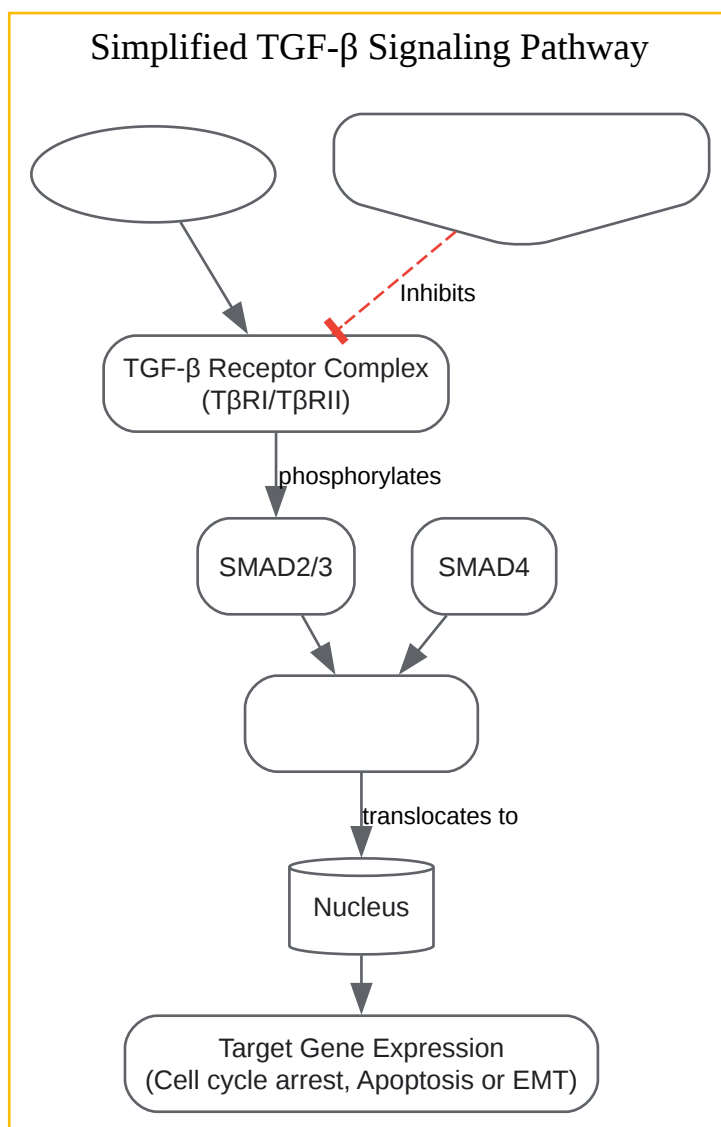 Simplified TGF-β Signaling Pathway
Inhibits
TGF-β Receptor Complex
(TβRI/TβRII)
phosphorylates
SMAD2/3
SMAD4
translocates to
Nucleus
Target Gene Expression
(Cell cycle arrest, Apoptosis or EMT)